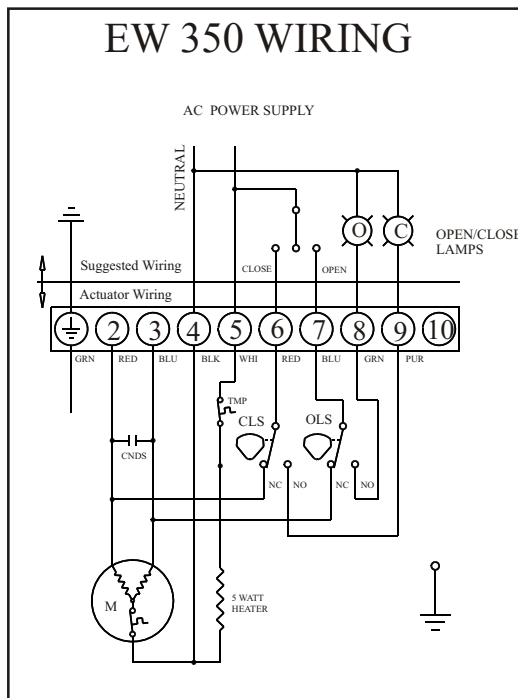 EW 350 WIRING
AC POWER SUPPLY
NEUTRAL
O
C
OPEN/CLOSE
LAMPS
CLOSE
OPEN
Suggested Wiring
Actuator Wiring
2
3
4
5
6
7
8
9
10
GRN
RED
BLU
BLK
WHI
RED
BLU
GRN
PUR
TMP
CLS
OLS
CNDS
NC
NO
NC
NO
M
5 WATT
HEATER